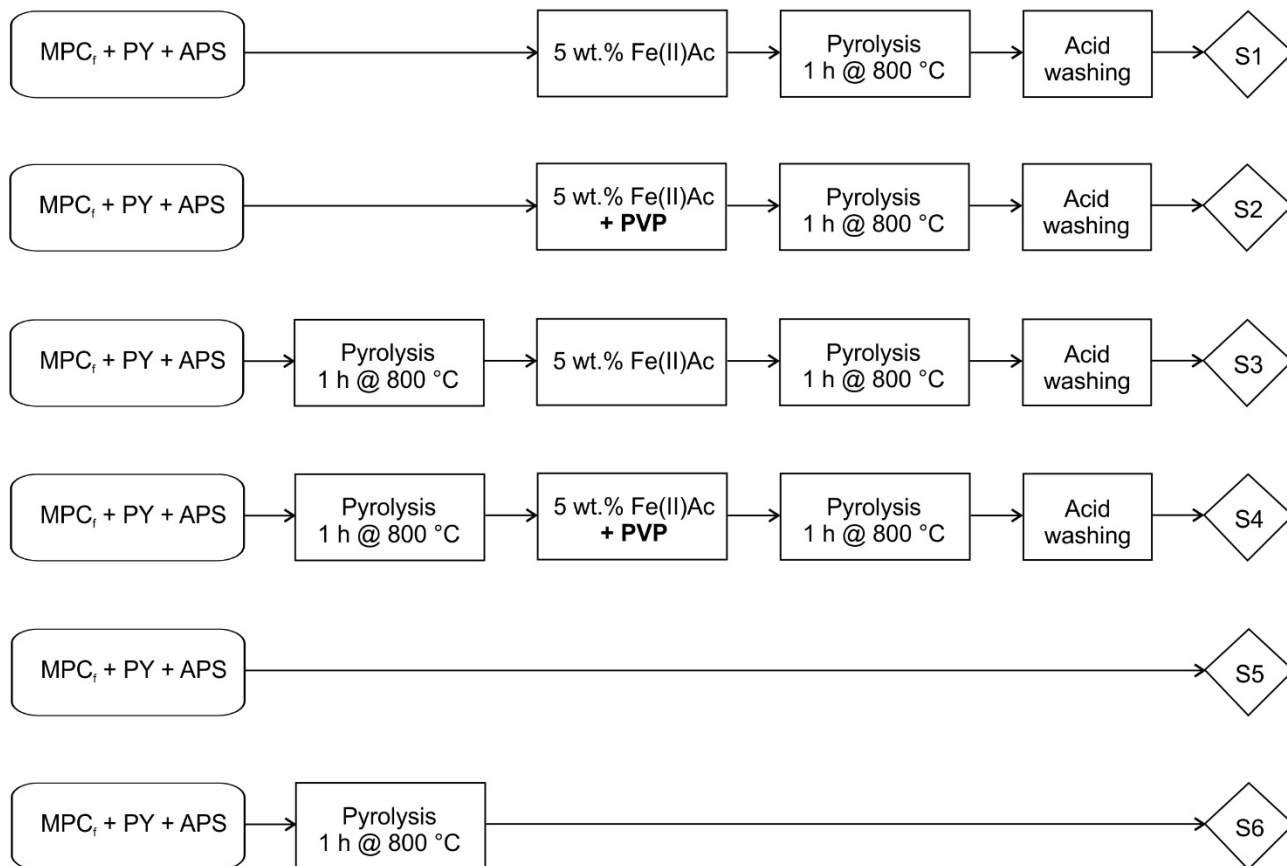 MPCf + PY + APS
5 wt.% Fe(II)Ac
Pyrolysis
1 h @ 800 °C
Acid
washing
S1
MPCf + PY + APS
5 wt.% Fe(II)Ac
+ PVP
Pyrolysis
1 h @ 800 °C
Acid
washing
S2
MPCf + PY + APS
Pyrolysis
1 h @ 800 °C
5 wt.% Fe(II)Ac
Pyrolysis
1 h @ 800 °C
Acid
washing
S3
MPCf + PY + APS
Pyrolysis
1 h @ 800 °C
5 wt.% Fe(II)Ac
+ PVP
Pyrolysis
1 h @ 800 °C
Acid
washing
S4
MPCf + PY + APS
S5
MPCf + PY + APS
Pyrolysis
1 h @ 800 °C
S6